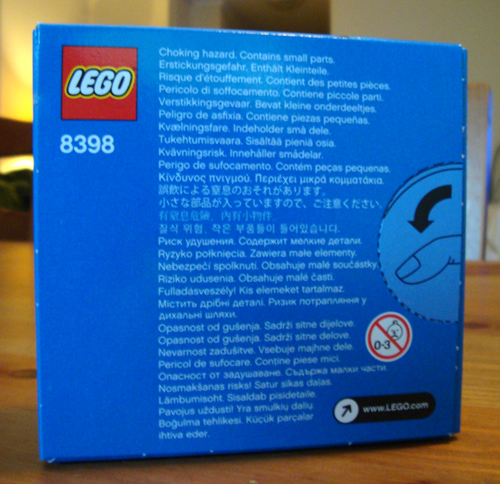 LEGO
8398
Choking hazard. Contains small parts.
Erstickungsgefahr. Enthält Kleinteile.
Risque d'étouffement. Contient des petites pièces.
Pericolo di soffocamento. Contiene piccole parti.
Verstikkingsgevaar. Bevat kleine onderdeeltjes.
Peligro de asfixia. Contiene piezas pequeñas.
Kvælningsfare. Indeholder små dele.
Tukehtumisvaara. Sisältää pieniä osia.
Kvävningsrisk. Innehåller smådelar.
Perigo de sufocamento. Contém peças pequenas.
Κίνδυνος πνιγμού. Περιέχει μικρά κομματάκια.
誤飲による窒息のおそれがあります。
小さな部品が入っていますので、ご注意ください。
有窒息危險，內有小物件。
질식 위험. 작은 부품들이 들어있습니다.
Риск удушения. Содержит мелкие детали.
Ryzyko połknięcia. Zawiera małe elementy.
Nebezpečí spolknutí. Obsahuje malé součástky.
Riziko udusenia. Obsahuje malé časti.
Fulladásveszély! Kis elemeket tartalmaz.
Містить дрібні деталі. Ризик потрапляння у
дихальні шляхи.
Opasnost od gušenja. Sadrži sitne dijelove.
Opasnost od gušenja. Sadrži sitne delove.
Nevarnost zadušitve. Vsebuje majhne dele.
Pericol de sufocare. Conține piese mici.
Опасност от задушаване. Съдържа малки части.
Nosmakšanas risks! Satur sīkas daļas.
Lämbumisoht. Sisaldab pisidetaile.
Pavojus uždusti! Yra smulkių dalių.
Boğulma tehlikesi. Küçük parçalar
ihtiva eder.
0-3
www.LEGO.com